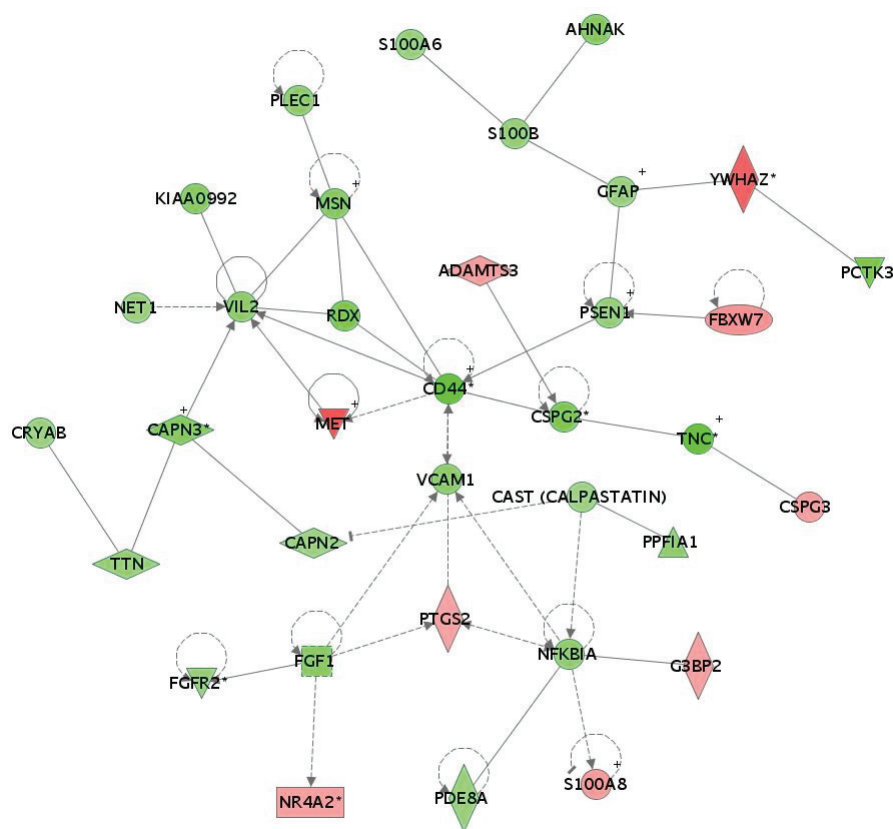 AHNAK
S100A6
PLEC1
S100B
YWHAZ*
GFAP +
KIAA0992
MSN +
ADAMTS3
PCTK3
NET1
VIL2
RDX
PSEN1 +
FBXW7
CD44* +
CSPG2*
MET +
CRYAB
CAPN3* +
TNC* +
VCAM1
CAST (CALPASTATIN)
CSPG3
CAPN2
PPFIA1
TTN
PTGS2
FGF1
NFKBIA
G3BP2
FGFR2*
NR4A2*
PDE8A
S100A8 +